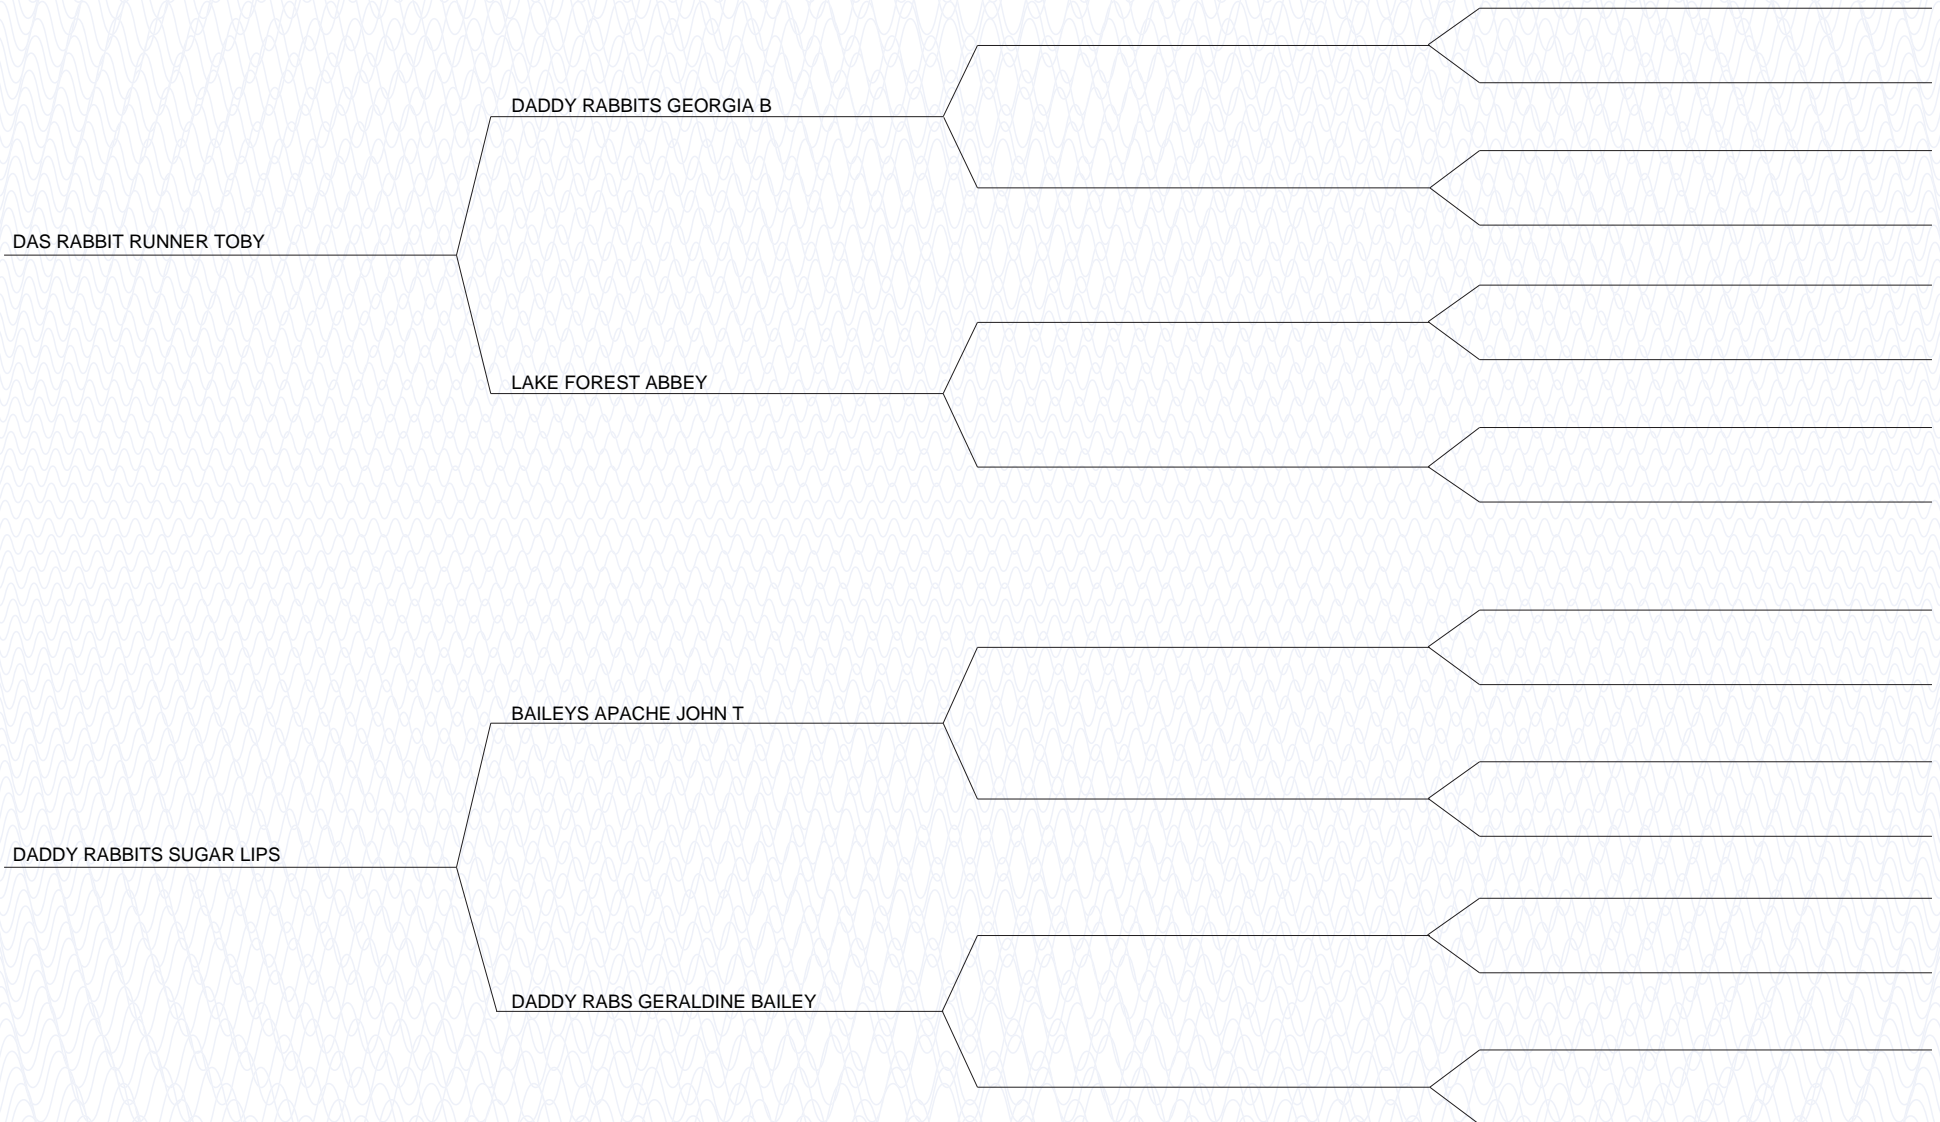 DADDY RABBITS GEORGIA B
DAS RABBIT RUNNER TOBY
LAKE FOREST ABBEY
BAILEYS APACHE JOHN T
DADDY RABBITS SUGAR LIPS
DADDY RABS GERALDINE BAILEY